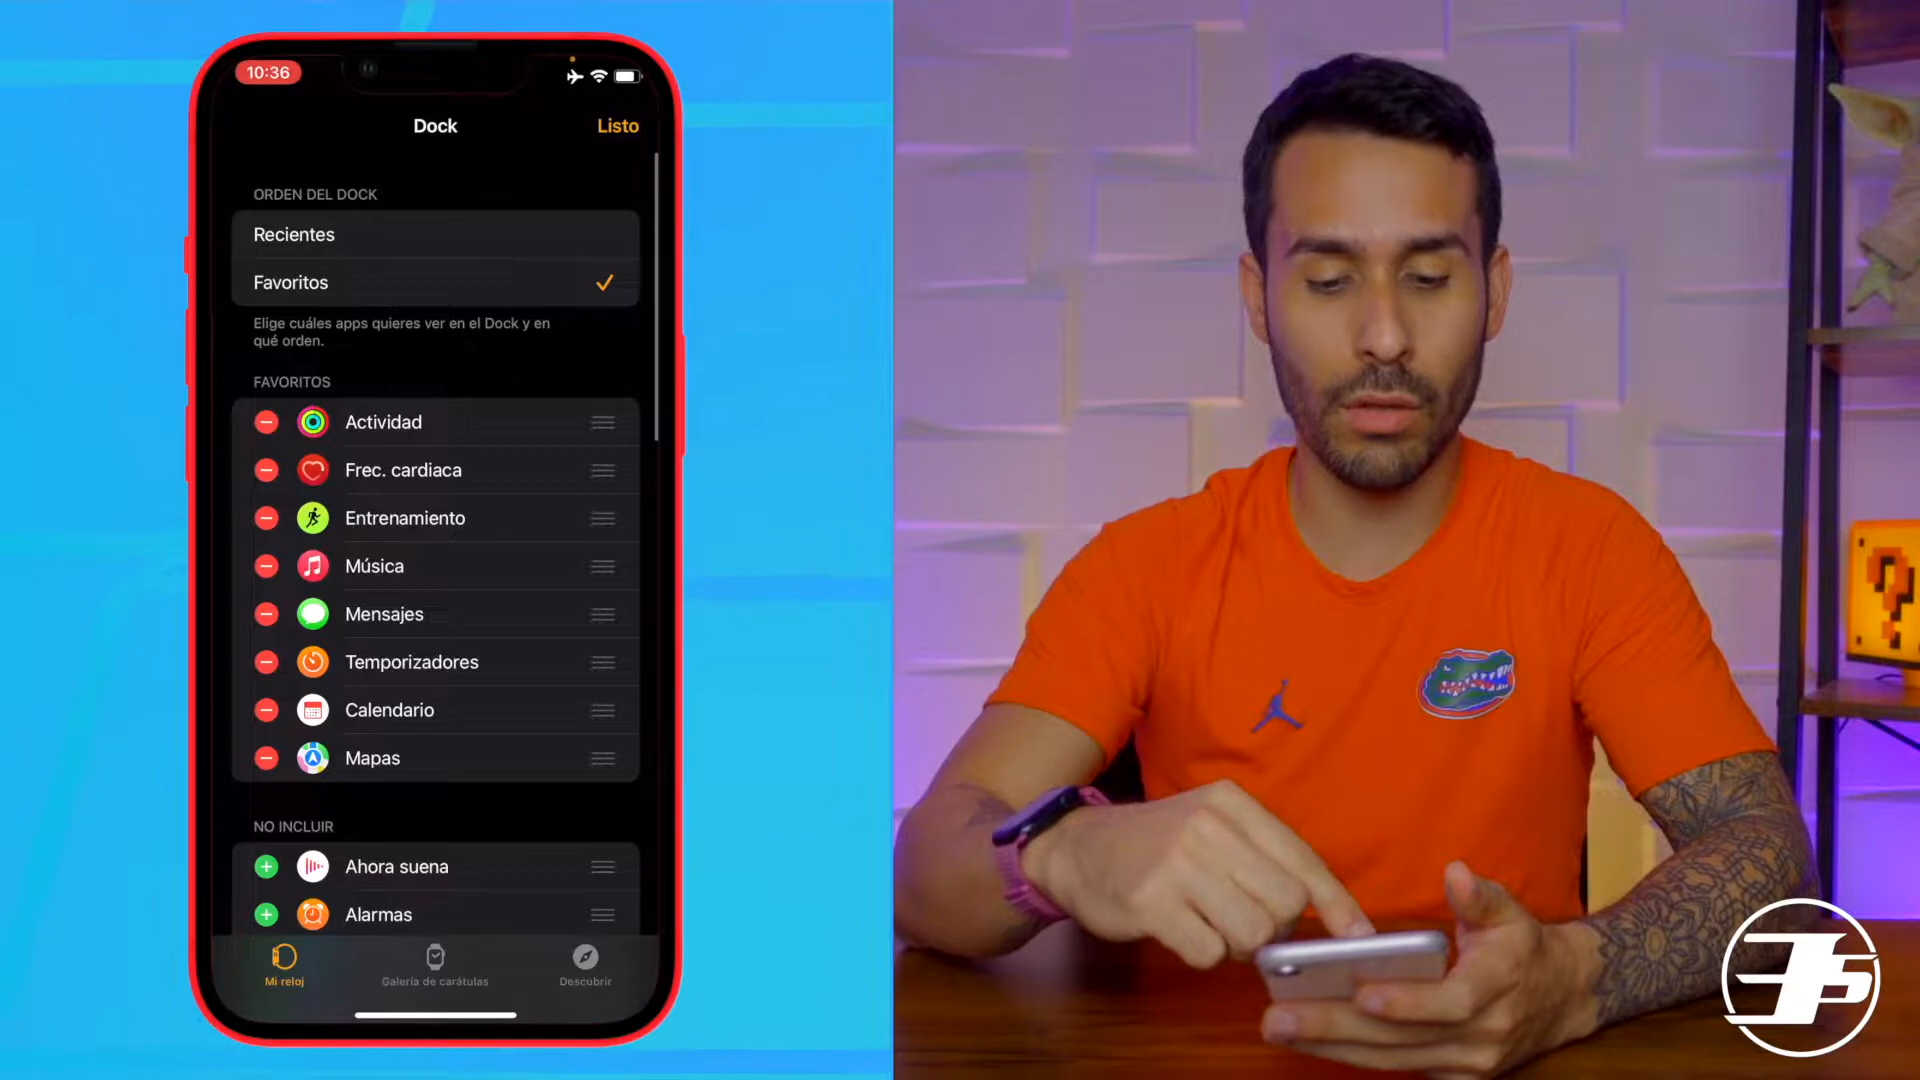 10:36
Dock
Listo
ORDEN DEL DOCK
Recientes
Favoritos
Elige cuáles apps quieres ver en el Dock y en
qué orden.
FAVORITOS
Actividad
Frec. cardiaca
Entrenamiento
Música
Mensajes
Temporizadores
Calendario
Mapas
NO INCLUIR
Ahora suena
Alarmas
Mi reloj
Galería de carátulas
Descubrir
?